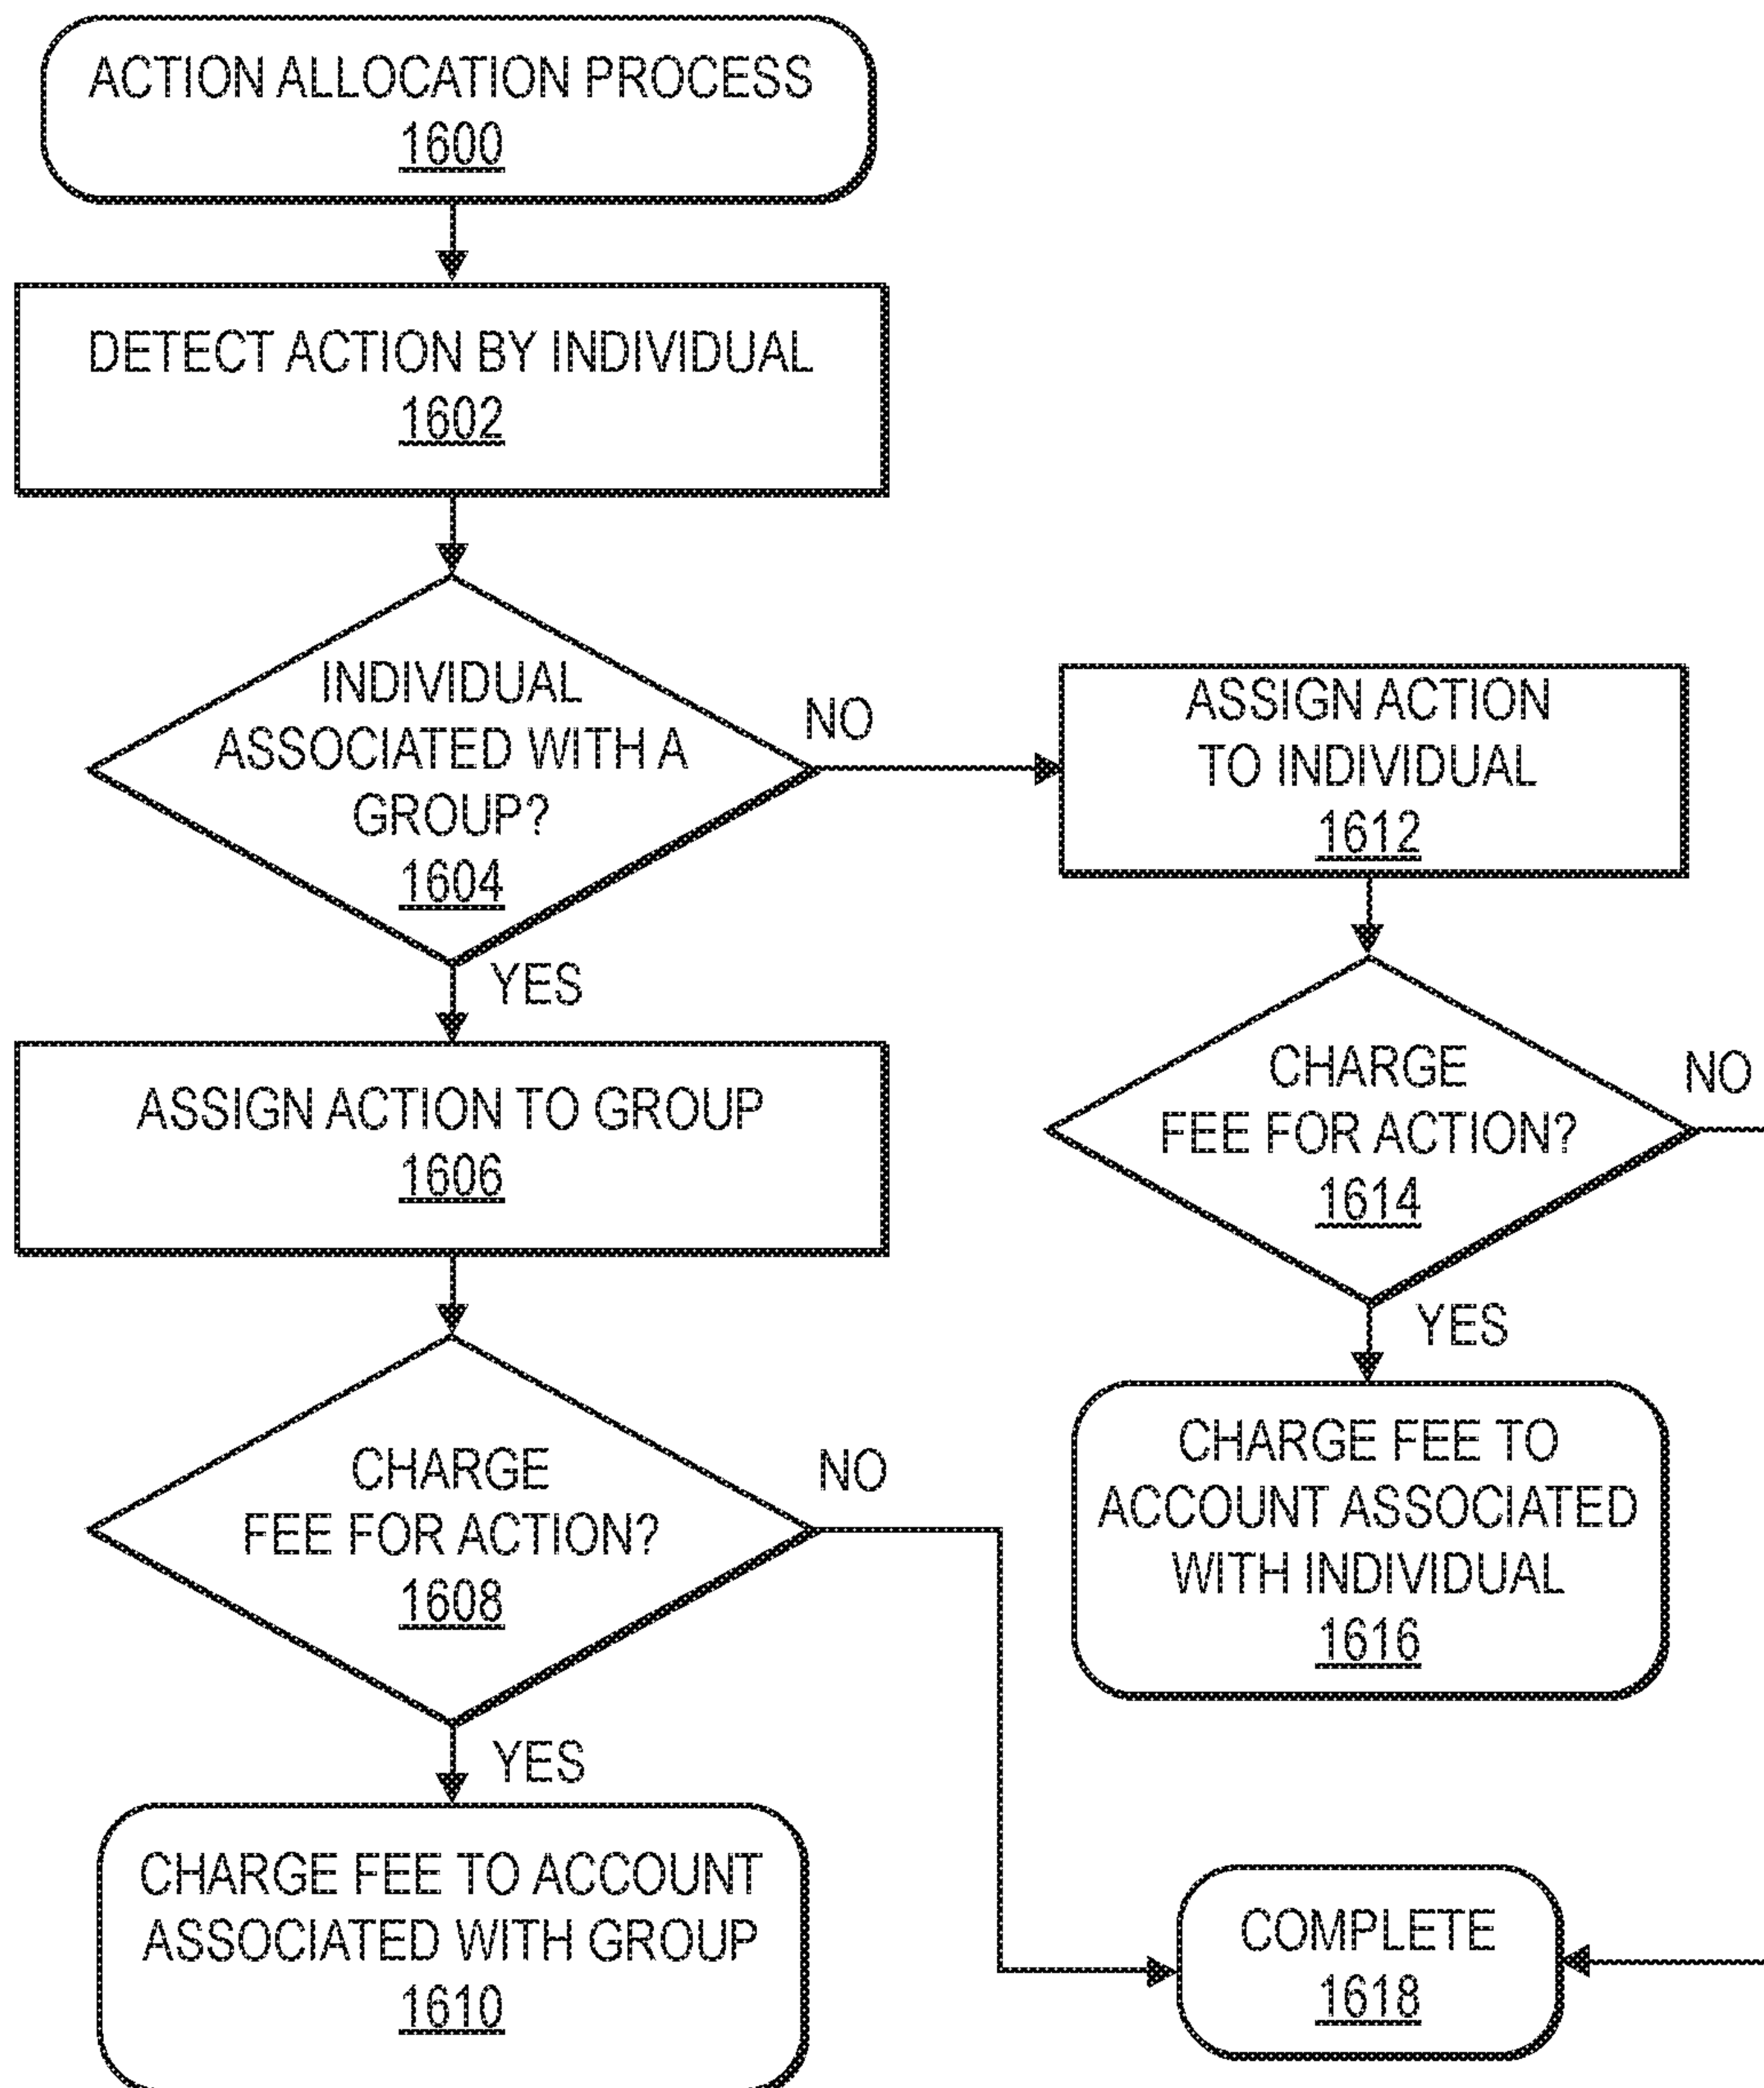 ACTION ALLOCATION PROCESS
1600
DETECT ACTION BY INDIVIDUAL
1602
INDIVIDUAL
ASSOCIATED WITH A
GROUP?
1604
NO
YES
ASSIGN ACTION
TO INDIVIDUAL
1612
ASSIGN ACTION TO GROUP
1606
CHARGE
FEE FOR ACTION?
1614
NO
YES
CHARGE
FEE FOR ACTION?
1608
NO
YES
CHARGE FEE TO
ACCOUNT ASSOCIATED
WITH INDIVIDUAL
1616
CHARGE FEE TO ACCOUNT
ASSOCIATED WITH GROUP
1610
COMPLETE
1618